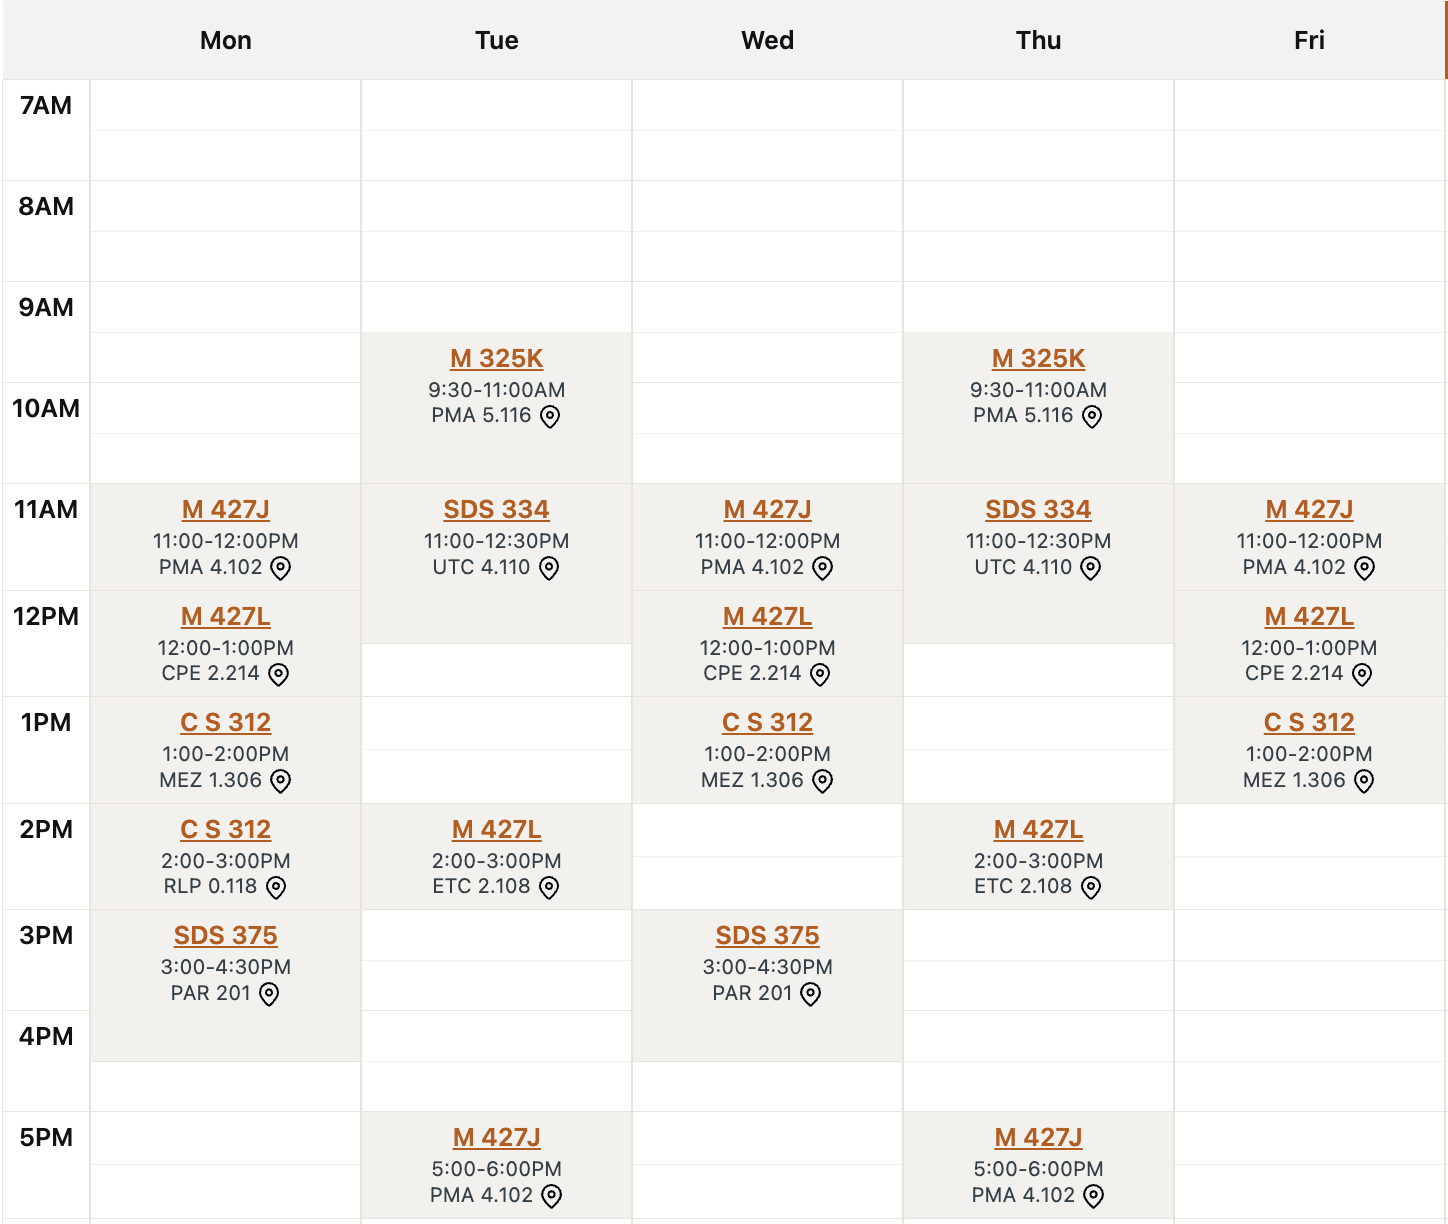 Mon Tue Wed Thu Fri
7AM
8AM
9AM
M 325K M 325K
9:30-11:00AM 9:30-11:00AM
10AM
PMA 5.116 PMA 5.116
11AM M 427J SDS 334 M 427J SDS 334 M 427J
11:00-12:00PM 11:00-12:30PM 11:00-12:00PM 11:00-12:30PM 11:00-12:00PM
PMA 4.102 UTC 4.110 PMA 4.102 UTC 4.110 PMA 4.102
12PM M 427L M 427L M 427L
12:00-1:00PM 12:00-1:00PM 12:00-1:00PM
CPE 2.214 CPE 2.214 CPE 2.214
1PM C S 312 C S 312 C S 312
1:00-2:00PM 1:00-2:00PM 1:00-2:00PM
MEZ 1.306 MEZ 1.306 MEZ 1.306
2PM C S 312 M 427L M 427L
2:00-3:00PM 2:00-3:00PM 2:00-3:00PM
RLP 0.118 ETC 2.108 ETC 2.108
3PM SDS 375 SDS 375
3:00-4:30PM 3:00-4:30PM
PAR 201 PAR 201
4PM
5PM M 427J M 427J
5:00-6:00PM 5:00-6:00PM
PMA 4.102 PMA 4.102